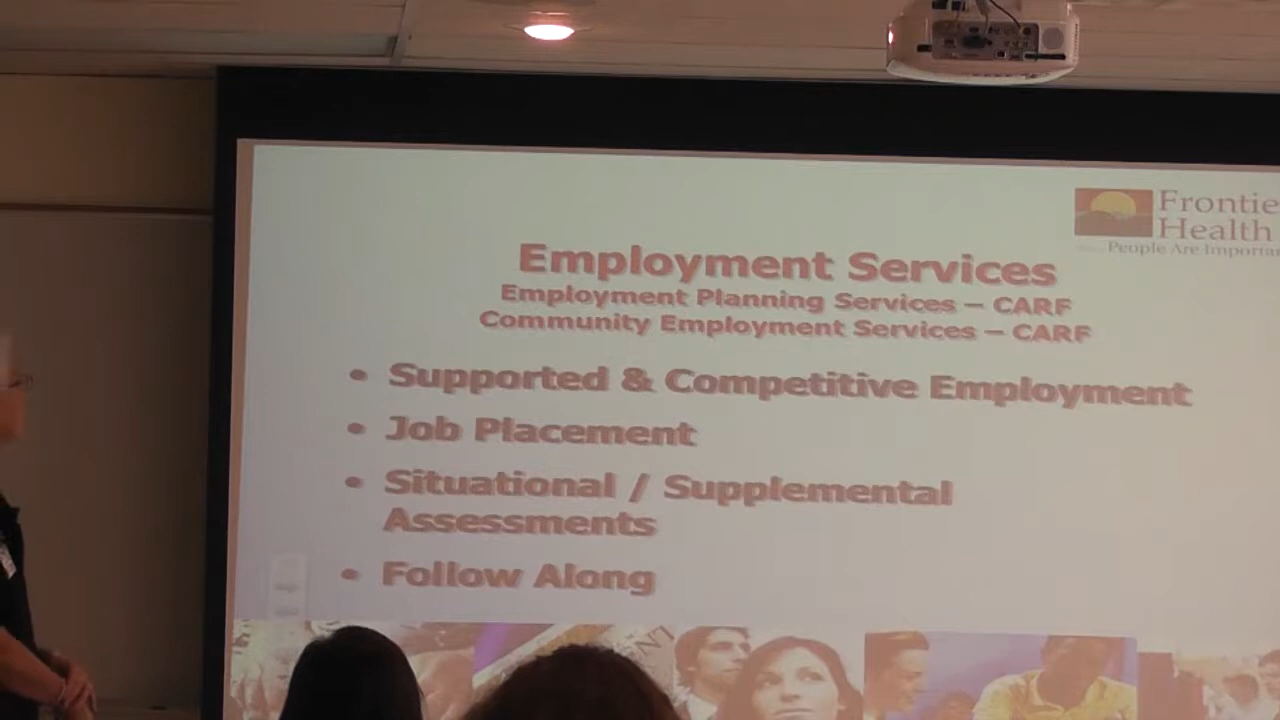 Frontie
Health
People Are Importa
Employment Services
Employment Planning Services – CARF
Community Employment Services – CARF
• Supported & Competitive Employment
• Job Placement
• Situational / Supplemental
Assessments
• Follow Along